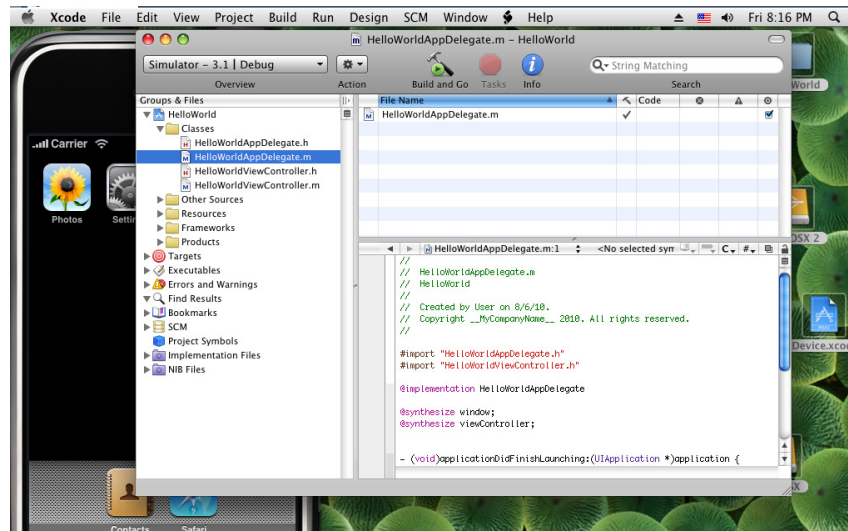 Xcode File Edit View Project Build Run Design SCM Window Help Fri 8:16 PM
HelloWorldAppDelegate.m – HelloWorld
Simulator – 3.1 | Debug
String Matching
Overview Action Build and Go Tasks Info Search
World
Groups & Files
HelloWorld
Classes
HelloWorldAppDelegate.h
HelloWorldAppDelegate.m
HelloWorldViewController.h
HelloWorldViewController.m
Other Sources
Resources
Frameworks
Products
Targets
Executables
Errors and Warnings
Find Results
Bookmarks
SCM
Project Symbols
Implementation Files
NIB Files
File Name Code
HelloWorldAppDelegate.m
HelloWorldAppDelegate.m:1 <No selected sym C #
//
// HelloWorldAppDelegate.m
// HelloWorld
//
// Created by User on 8/6/10.
// Copyright __MyCompanyName__ 2010. All rights reserved.
//
#import "HelloWorldAppDelegate.h"
#import "HelloWorldViewController.h"
@implementation HelloWorldAppDelegate
@synthesize window;
@synthesize viewController;
- (void)applicationDidFinishLaunching:(UIApplication *)application {
Carrier
Photos Settin
Contacts Safari
OSX 2
Device.xco